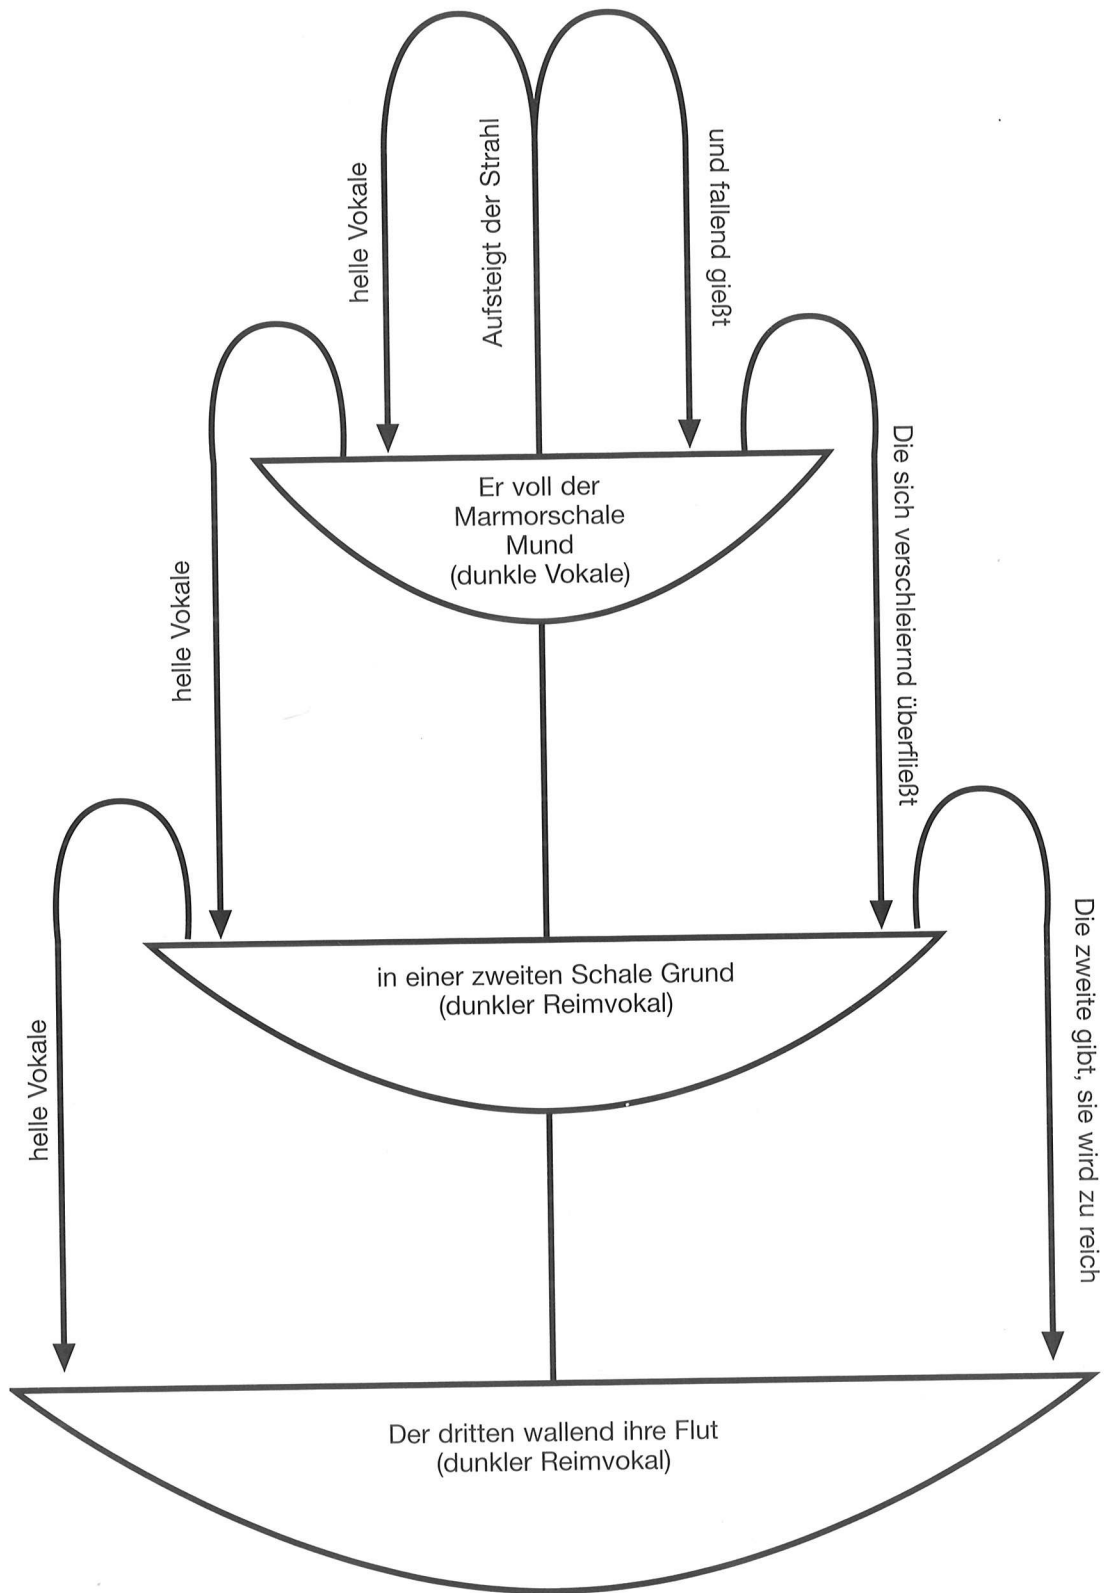 helle Vokale
Aufsteigt der Strahl
und fallend gießt
Er voll der
Marmorschale
Mund
(dunkle Vokale)
helle Vokale
Die sich verschleiernd überfließt
in einer zweiten Schale Grund
(dunkler Reimvokal)
helle Vokale
Die zweite gibt, sie wird zu reich
Der dritten wallend ihre Flut
(dunkler Reimvokal)